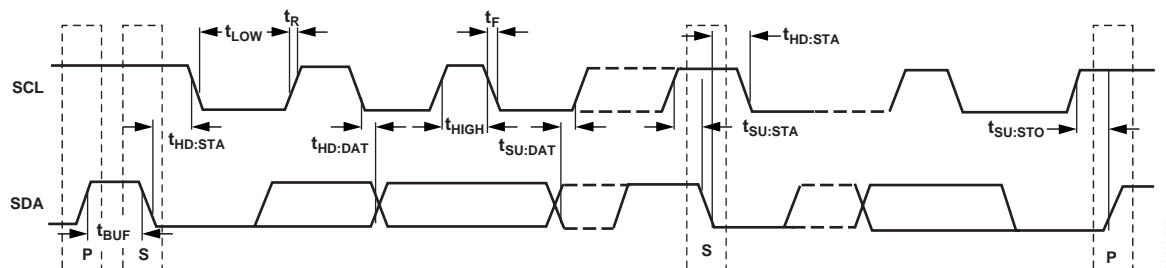 tR
tF
tLOW
tHD:STA
SCL
tHD:STA
tHD:DAT
tHIGH
tSU:DAT
tSU:STA
tSU:STO
SDA
tBUF
P
S
S
P